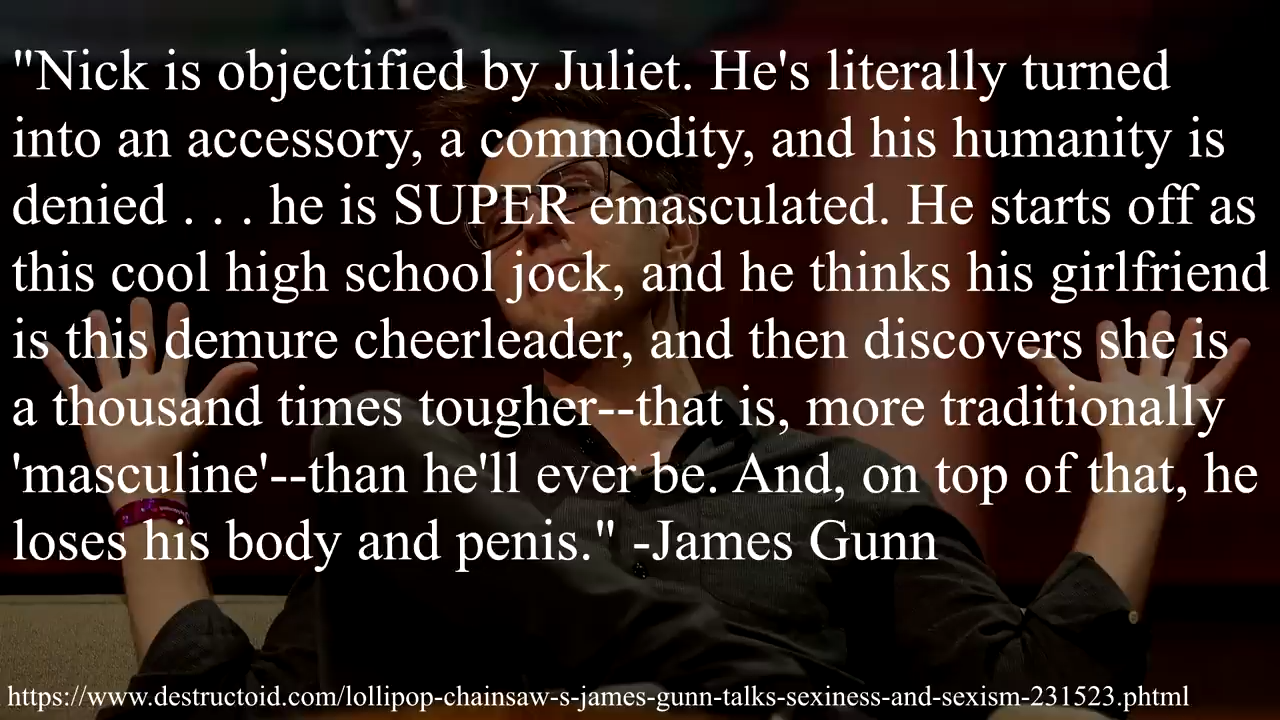 "Nick is objectified by Juliet. He's literally turned
into an accessory, a commodity, and his humanity is
denied . . . he is SUPER emasculated. He starts off as
this cool high school jock, and he thinks his girlfriend
is this demure cheerleader, and then discovers she is
a thousand times tougher--that is, more traditionally
'masculine'--than he'll ever be. And, on top of that, he
loses his body and penis." -James Gunn
https://www.destructoid.com/lollipop-chainsaw-s-james-gunn-talks-sexiness-and-sexism-231523.phtml